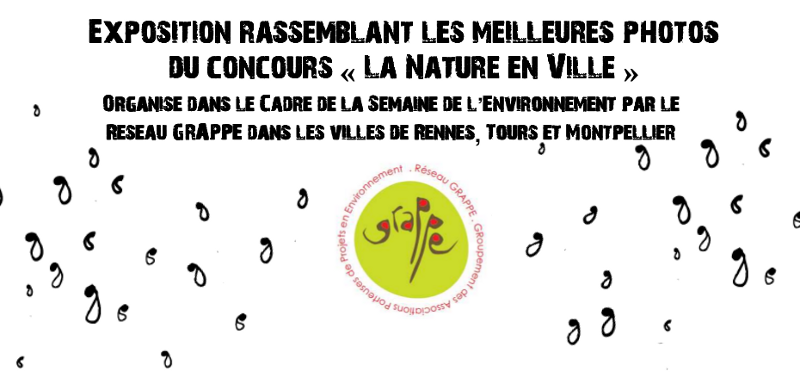 Exposition rassemblant les meilleures photos
du concours « La Nature en Ville »
Organise dans le Cadre de la Semaine de l'Environnement par le
reseau GRAPPE dans les villes de Rennes, Tours et Montpellier
grappe
. Réseau GRAPPE . GRoupement des Associations Porteuses de Projets en Environnement